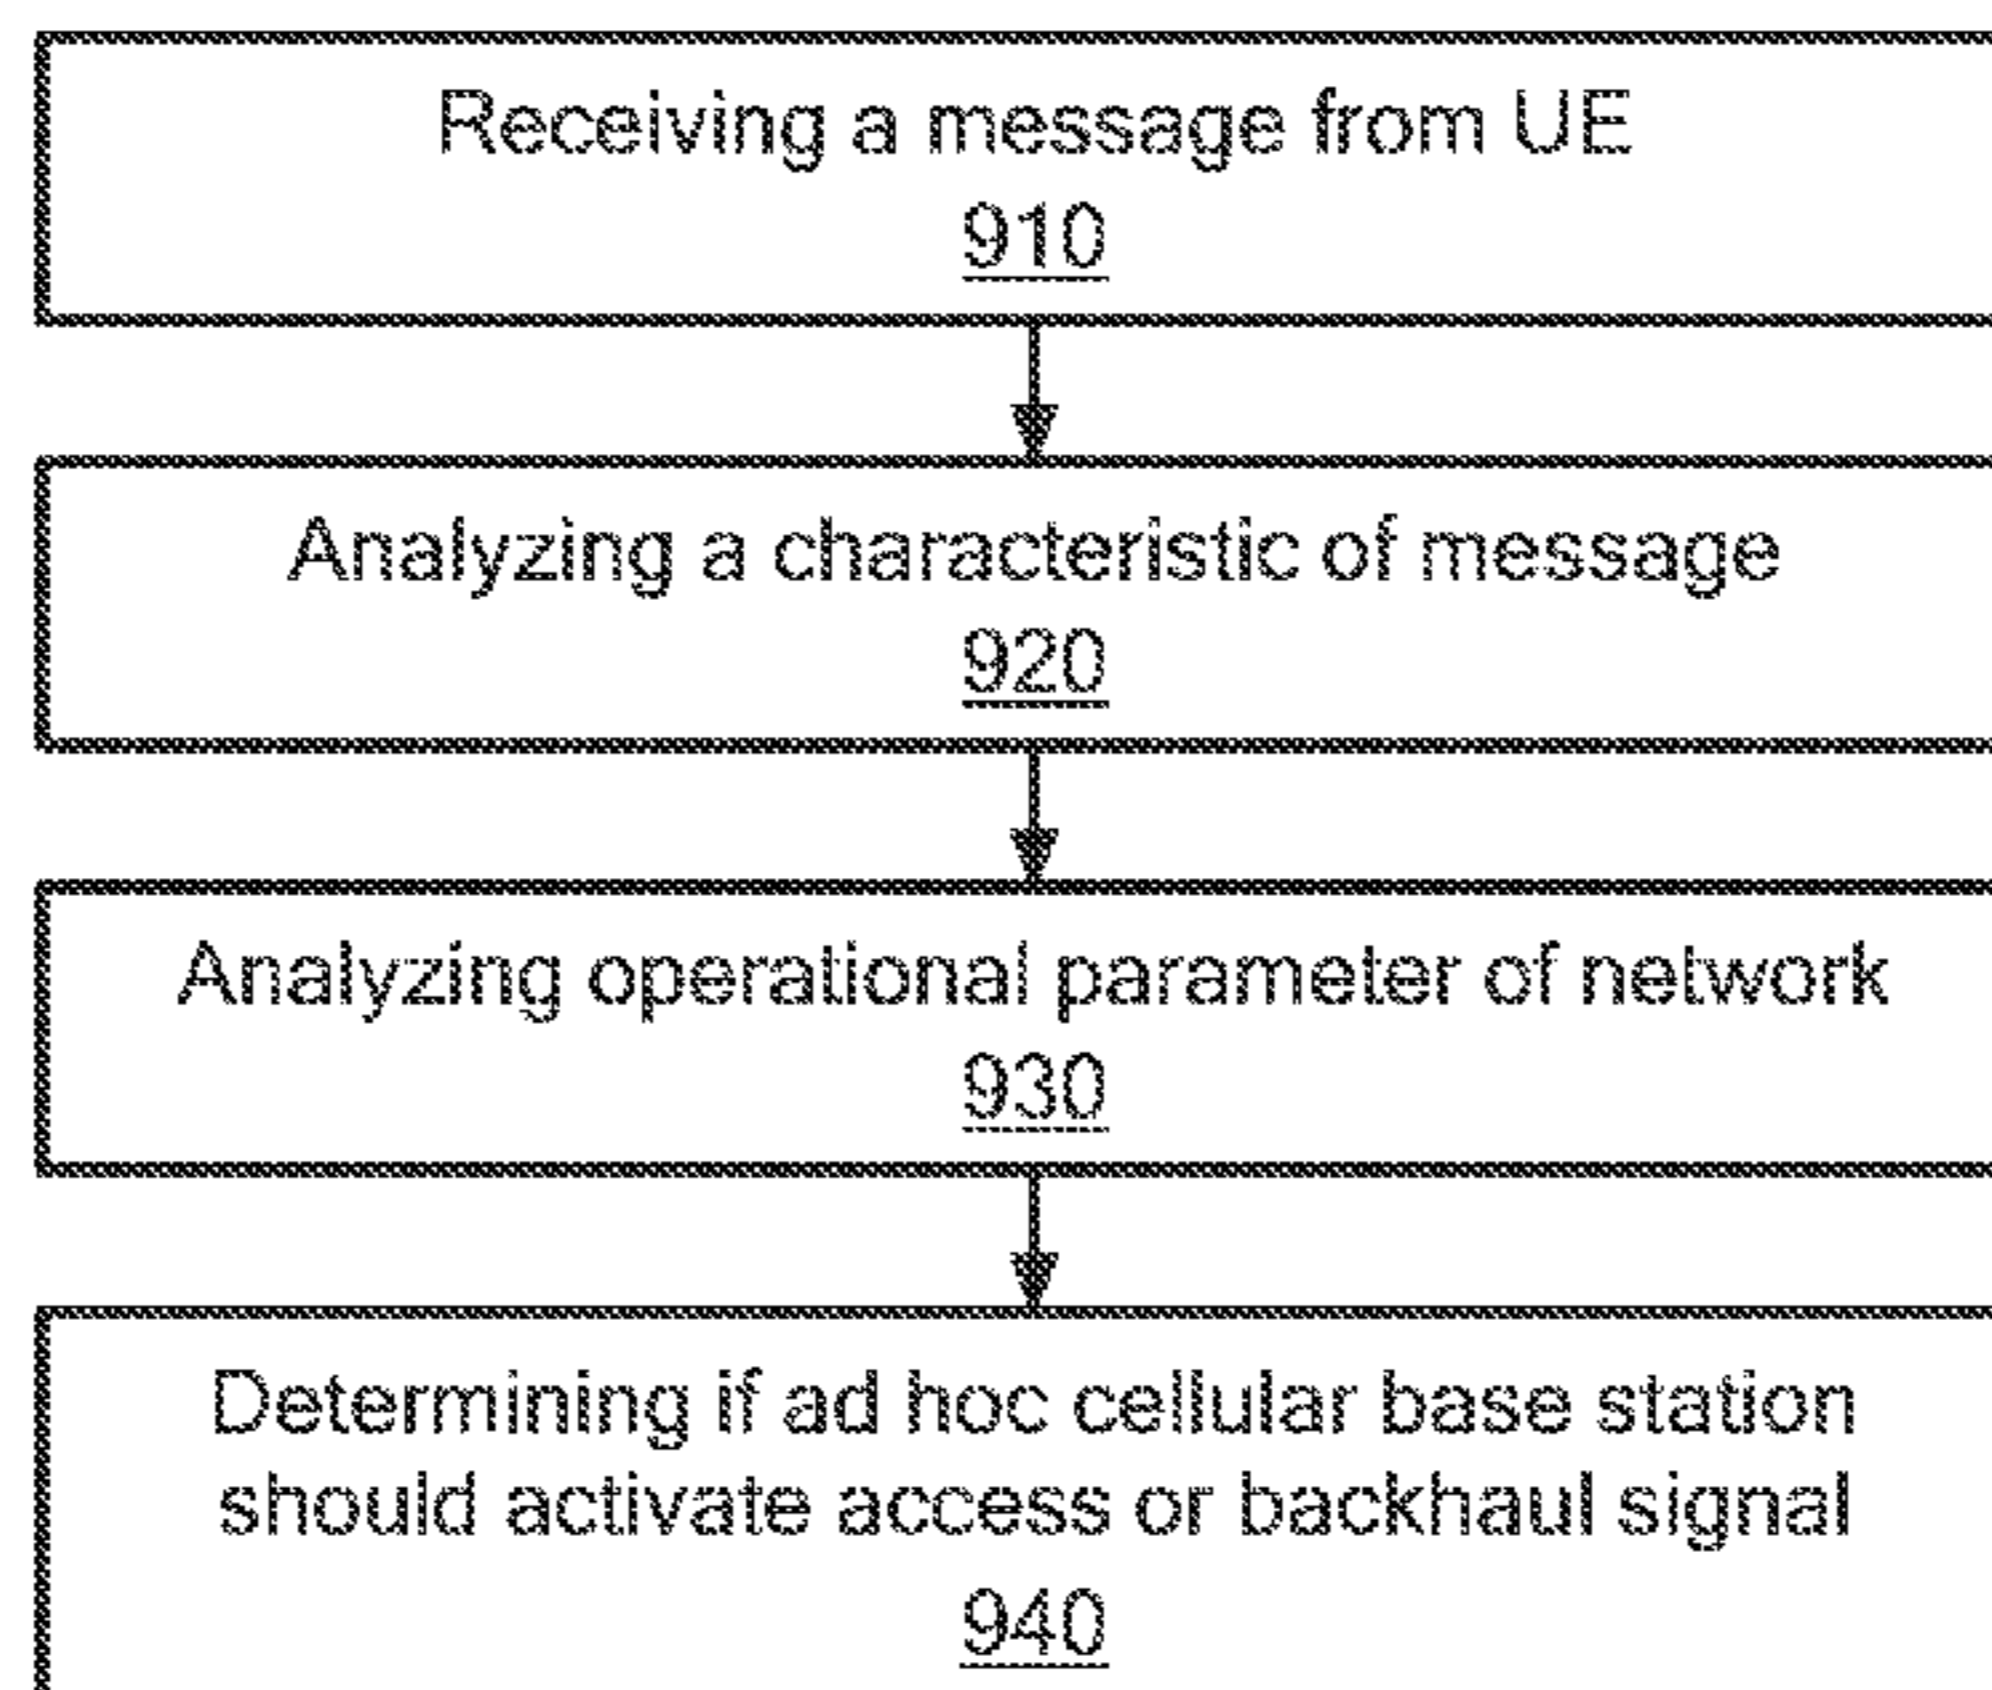 Receiving a message from UE
910
Analyzing a characteristic of message
920
Analyzing operational parameter of network
930
Determining if ad hoc cellular base station
should activate access or backhaul signal
940